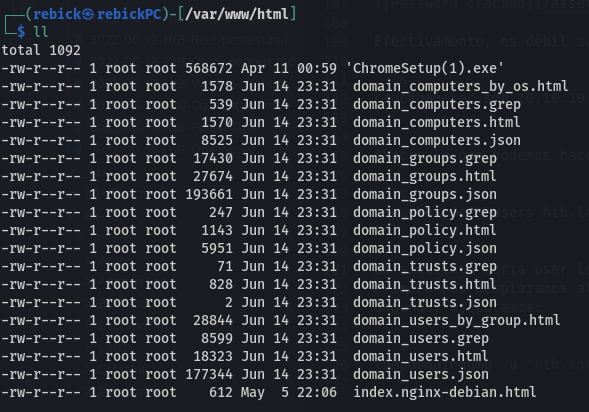 ┌──(rebick㉿rebickPC)-[/var/www/html]
└─$ ll
total 1092
-rw-r--r-- 1 root root 568672 Apr 11 00:59 'ChromeSetup(1).exe'
-rw-r--r-- 1 root root   1578 Jun 14 23:31  domain_computers_by_os.html
-rw-r--r-- 1 root root    539 Jun 14 23:31  domain_computers.grep
-rw-r--r-- 1 root root   1570 Jun 14 23:31  domain_computers.html
-rw-r--r-- 1 root root   8525 Jun 14 23:31  domain_computers.json
-rw-r--r-- 1 root root  17430 Jun 14 23:31  domain_groups.grep
-rw-r--r-- 1 root root  27674 Jun 14 23:31  domain_groups.html
-rw-r--r-- 1 root root 193661 Jun 14 23:31  domain_groups.json
-rw-r--r-- 1 root root    247 Jun 14 23:31  domain_policy.grep
-rw-r--r-- 1 root root   1143 Jun 14 23:31  domain_policy.html
-rw-r--r-- 1 root root   5951 Jun 14 23:31  domain_policy.json
-rw-r--r-- 1 root root     71 Jun 14 23:31  domain_trusts.grep
-rw-r--r-- 1 root root    828 Jun 14 23:31  domain_trusts.html
-rw-r--r-- 1 root root      2 Jun 14 23:31  domain_trusts.json
-rw-r--r-- 1 root root  28844 Jun 14 23:31  domain_users_by_group.html
-rw-r--r-- 1 root root   8599 Jun 14 23:31  domain_users.grep
-rw-r--r-- 1 root root  18323 Jun 14 23:31  domain_users.html
-rw-r--r-- 1 root root 177344 Jun 14 23:31  domain_users.json
-rw-r--r-- 1 root root    612 May  5 22:06  index.nginx-debian.html